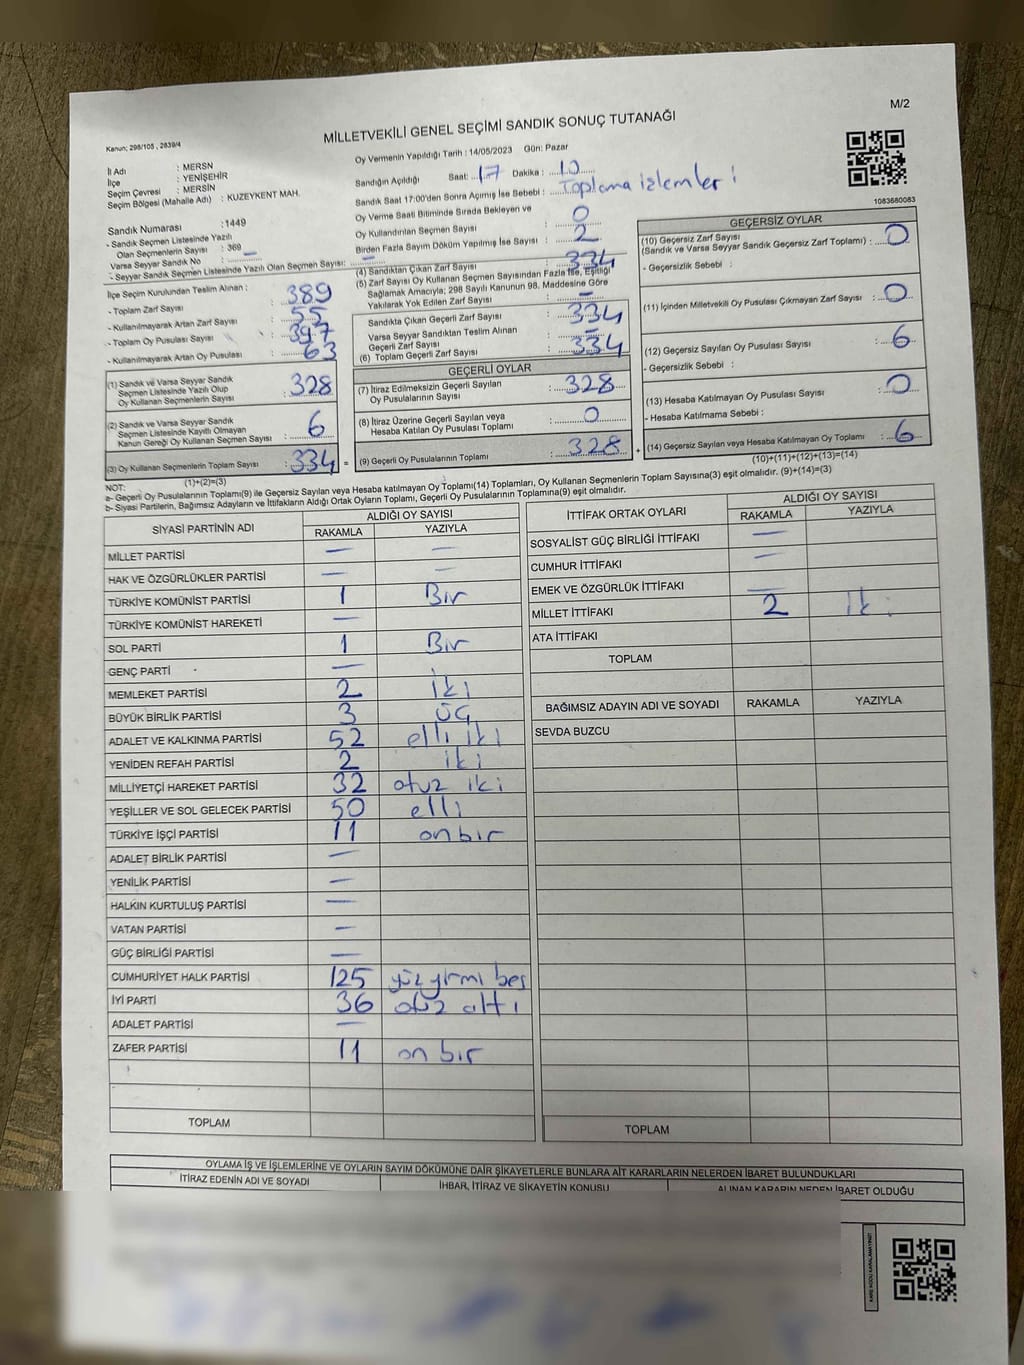 M/2
MİLLETVEKİLİ GENEL SEÇİMİ SANDIK SONUÇ TUTANAĞI
Kanun; 298/105 , 2839/4
İl Adı : MERSN
İlçe : YENİŞEHİR
Seçim Çevresi : MERSİN
Seçim Bölgesi (Mahalle Adı) : KUZEYKENT MAH.
Sandık Numarası :1449
- Sandık Seçmen Listesinde Yazılı
Olan Seçmenlerin Sayısı : 369
Varsa Seyyar Sandık No : –
- Seyyar Sandık Seçmen Listesinde Yazılı Olan Seçmen Sayısı: –
Oy Vermenin Yapıldığı Tarih : 14/05/2023 Gün: Pazar
Sandığın Açıldığı Saat: 17 Dakika : 10
Sandık Saat 17:00'den Sonra Açımış İse Sebebi : Toplama izlemleri
Oy Verme Saati Bitiminde Sırada Bekleyen ve
Oy Kullandırılan Seçmen Sayısı : 0
Birden Fazla Sayım Döküm Yapılmış İse Sayısı : 2
İlçe Seçim Kurulundan Teslim Alınan :
- Toplam Zarf Sayısı : 389
- Kullanılmayarak Artan Zarf Sayısı : 55
- Toplam Oy Pusulası Sayısı : 397
- Kullanılmayarak Artan Oy Pusulası : 63
(4) Sandıktan Çıkan Zarf Sayısı : 334
(5) Zarf Sayısı Oy Kullanan Seçmen Sayısından Fazla İse, Eşitliği
Sağlamak Amacıyla; 298 Sayılı Kanunun 98. Maddesine Göre
Yakılarak Yok Edilen Zarf Sayısı : –
Sandıkta Çıkan Geçerli Zarf Sayısı : 334
Varsa Seyyar Sandıktan Teslim Alınan
Geçerli Zarf Sayısı : –
(6) Toplam Geçerli Zarf Sayısı : 334
(1) Sandık ve Varsa Seyyar Sandık
Seçmen Listesinde Yazılı Olup
Oy Kullanan Seçmenlerin Sayısı : 328
(2) Sandık ve Varsa Seyyar Sandık
Seçmen Listesinde Kayıtlı Olmayan
Kanun Gereği Oy Kullanan Seçmen Sayısı : 6
(3) Oy Kullanan Seçmenlerin Toplam Sayısı : 334 =
(1)+(2)=(3)
GEÇERLİ OYLAR
(7) İtiraz Edilmeksizin Geçerli Sayılan
Oy Pusulalarının Sayısı : 328
(8) İtiraz Üzerine Geçerli Sayılan veya
Hesaba Katılan Oy Pusulası Toplamı : 0
(9) Geçerli Oy Pusulalarının Toplamı : 328 +
1083660083
GEÇERSİZ OYLAR
(10) Geçersiz Zarf Sayısı
(Sandık ve Varsa Seyyar Sandık Geçersiz Zarf Toplamı) : 0
- Geçersizlik Sebebi :
(11) İçinden Milletvekili Oy Pusulası Çıkmayan Zarf Sayısı : 0
(12) Geçersiz Sayılan Oy Pusulası Sayısı : 6
- Geçersizlik Sebebi :
(13) Hesaba Katılmayan Oy Pusulası Sayısı : 0
- Hesaba Katılmama Sebebi :
(14) Geçersiz Sayılan veya Hesaba Katılmayan Oy Toplamı : 6
(10)+(11)+(12)+(13)=(14)
NOT:
a- Geçerli Oy Pusulalarının Toplamı(9) ile Geçersiz Sayılan veya Hesaba katılmayan Oy Toplamı(14) Toplamları, Oy Kullanan Seçmenlerin Toplam Sayısına(3) eşit olmalıdır. (9)+(14)=(3)
b- Siyasi Partilerin, Bağımsız Adayların ve İttifakların Aldığı Ortak Oyların Toplamı, Geçerli Oy Pusulalarının Toplamına(9) eşit olmalıdır.
SİYASİ PARTİNİN ADI ALDIĞI OY SAYISI
RAKAMLA YAZIYLA
MİLLET PARTİSİ – –
HAK VE ÖZGÜRLÜKLER PARTİSİ – –
TÜRKİYE KOMÜNİST PARTİSİ 1 Bır
TÜRKİYE KOMÜNİST HAREKETİ –
SOL PARTİ 1 Bır
GENÇ PARTİ –
MEMLEKET PARTİSİ 2 iki
BÜYÜK BİRLİK PARTİSİ 3 üç
ADALET VE KALKINMA PARTİSİ 52 elli iki
YENİDEN REFAH PARTİSİ 2 iki
MİLLİYETÇİ HAREKET PARTİSİ 32 otuz iki
YEŞİLLER VE SOL GELECEK PARTİSİ 50 elli
TÜRKİYE İŞÇİ PARTİSİ 11 on bır
ADALET BİRLİK PARTİSİ –
YENİLİK PARTİSİ –
HALKIN KURTULUŞ PARTİSİ –
VATAN PARTİSİ –
GÜÇ BİRLİĞİ PARTİSİ –
CUMHURİYET HALK PARTİSİ 125 yüz yirmi beş
İYİ PARTİ 36 otuz altı
ADALET PARTİSİ –
ZAFER PARTİSİ 11 on bır
TOPLAM
İTTİFAK ORTAK OYLARI ALDIĞI OY SAYISI
RAKAMLA YAZIYLA
SOSYALİST GÜÇ BİRLİĞİ İTTİFAKI –
CUMHUR İTTİFAKI –
EMEK VE ÖZGÜRLÜK İTTİFAKI –
MİLLET İTTİFAKI 2 iki
ATA İTTİFAKI
TOPLAM
BAĞIMSIZ ADAYIN ADI VE SOYADI RAKAMLA YAZIYLA
SEVDA BUZCU
TOPLAM
OYLAMA İŞ VE İŞLEMLERİNE VE OYLARIN SAYIM DÖKÜMÜNE DAİR ŞİKAYETLERLE BUNLARA AİT KARARLARIN NELERDEN İBARET BULUNDUKLARI
İTİRAZ EDENİN ADI VE SOYADI İHBAR, İTİRAZ VE ŞİKAYETİN KONUSU ALINAN KARARIN NEDEN İBARET OLDUĞU